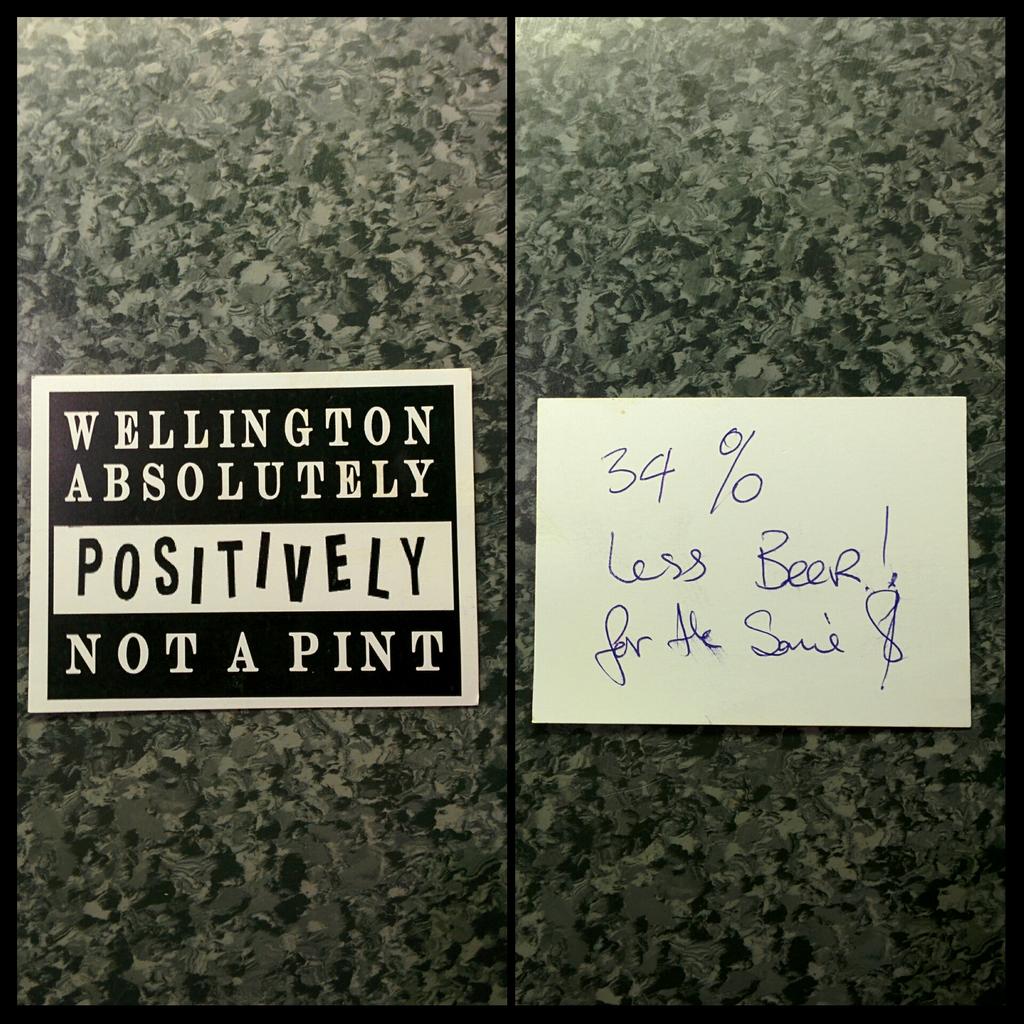 WELLINGTON
ABSOLUTELY
POSITIVELY
NOT A PINT
34 %
Less Beer!
for the Same $